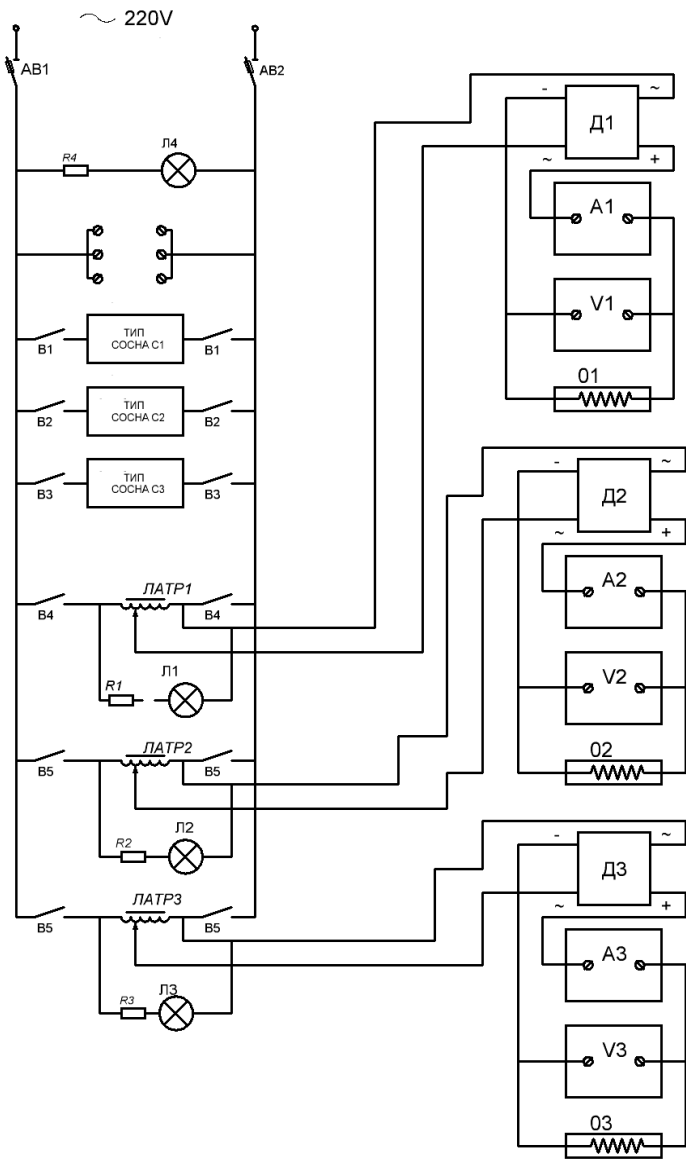 ~ 220V
АВ1
АВ2
R4
Л4
ТИП
СОСНА С1
В1
В1
ТИП
СОСНА С2
В2
В2
ТИП
СОСНА С3
В3
В3
ЛАТР1
В4
В4
R1
Л1
ЛАТР2
В5
В5
R2
Л2
ЛАТР3
В5
В5
R3
Л3
- ~
Д1
~ +
А1
V1
01
- ~
Д2
~ +
А2
V2
02
- ~
Д3
~ +
А3
V3
03